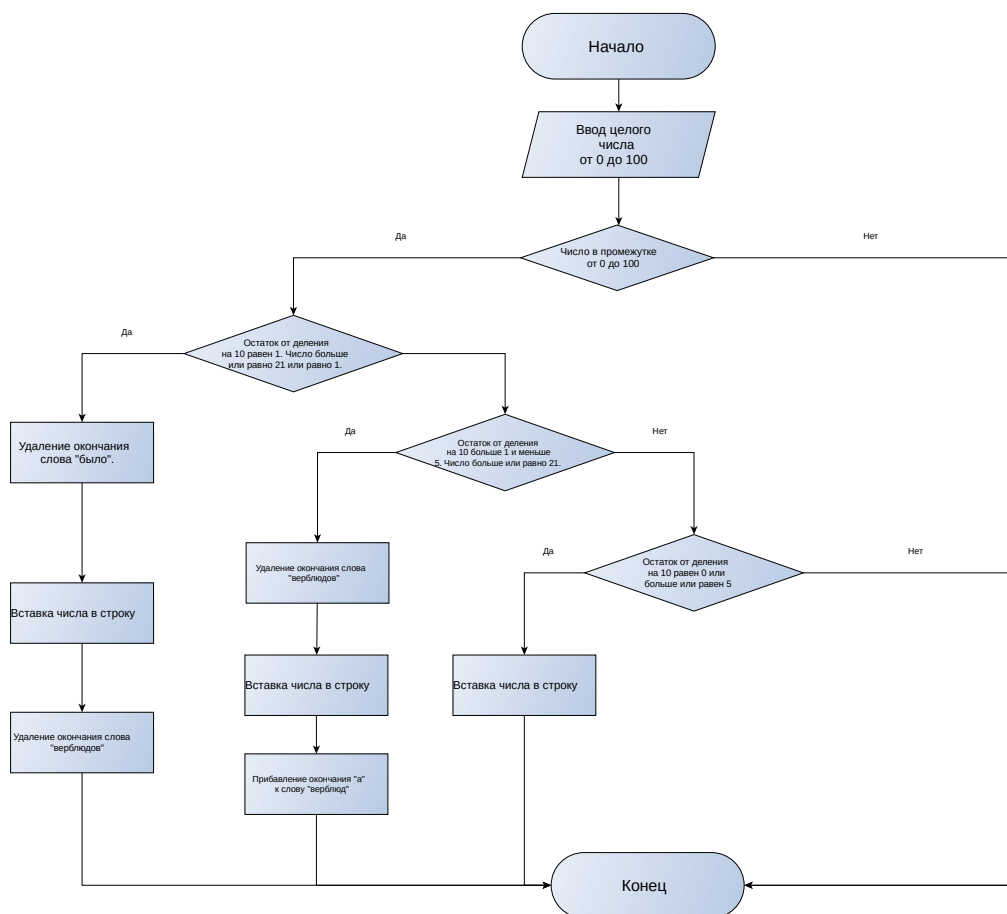 Начало
Ввод целого
числа
от 0 до 100
Число в промежутке
от 0 до 100
Да
Нет
Остаток от деления
на 10 равен 1. Число больше
или равно 21 или равно 1.
Да
Удаление окончания
слова "было".
Вставка числа в строку
Удаление окончания слова
"верблюдов"
Остаток от деления
на 10 больше 1 и меньше
5. Число больше или равно 21.
Да
Нет
Удаление окончания слова
"верблюдов"
Вставка числа в строку
Прибавление окончания "а"
к слову "верблюд"
Остаток от деления
на 10 равен 0 или
больше или равен 5
Да
Нет
Вставка числа в строку
Конец